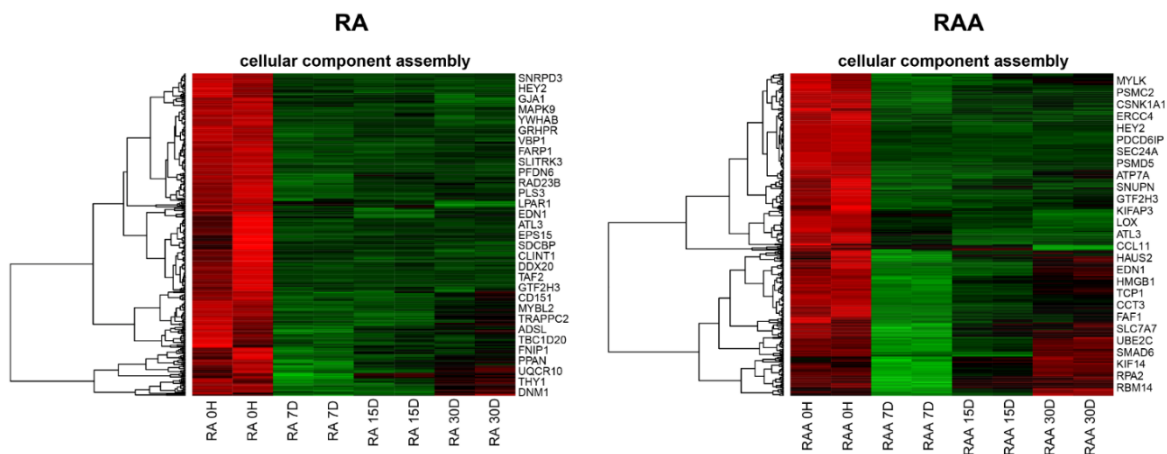 RA
cellular component assembly
SNRPD3
HEY2
GJA1
MAPK9
YWHAB
GRHPR
VBP1
FARP1
SLITRK3
PFDN6
RAD23B
PLS3
LPAR1
EDN1
ATL3
EPS15
SDCBP
CLINT1
DDX20
TAF2
GTF2H3
CD151
MYBL2
TRAPPC2
ADSL
TBC1D20
FNIP1
PPAN
UQCR10
THY1
DNM1
RA 0H
RA 0H
RA 7D
RA 7D
RA 15D
RA 15D
RA 30D
RA 30D
RAA
cellular component assembly
MYLK
PSMC2
CSNK1A1
ERCC4
HEY2
PDCD6IP
SEC24A
PSMD5
ATP7A
SNUPN
GTF2H3
KIFAP3
LOX
ATL3
CCL11
HAUS2
EDN1
HMGB1
TCP1
CCT3
FAF1
SLC7A7
UBE2C
SMAD6
KIF14
RPA2
RBM14
RAA 0H
RAA 0H
RAA 7D
RAA 7D
RAA 15D
RAA 15D
RAA 30D
RAA 30D